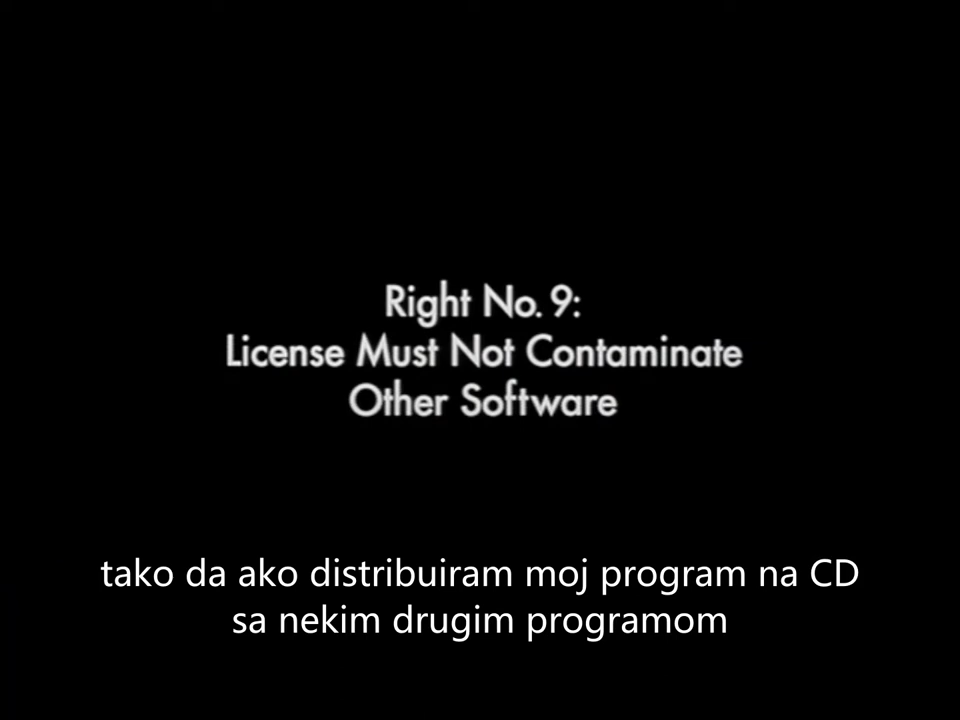 Right No. 9:
License Must Not Contaminate
Other Software
tako da ako distribuiram moj program na CD
sa nekim drugim programom